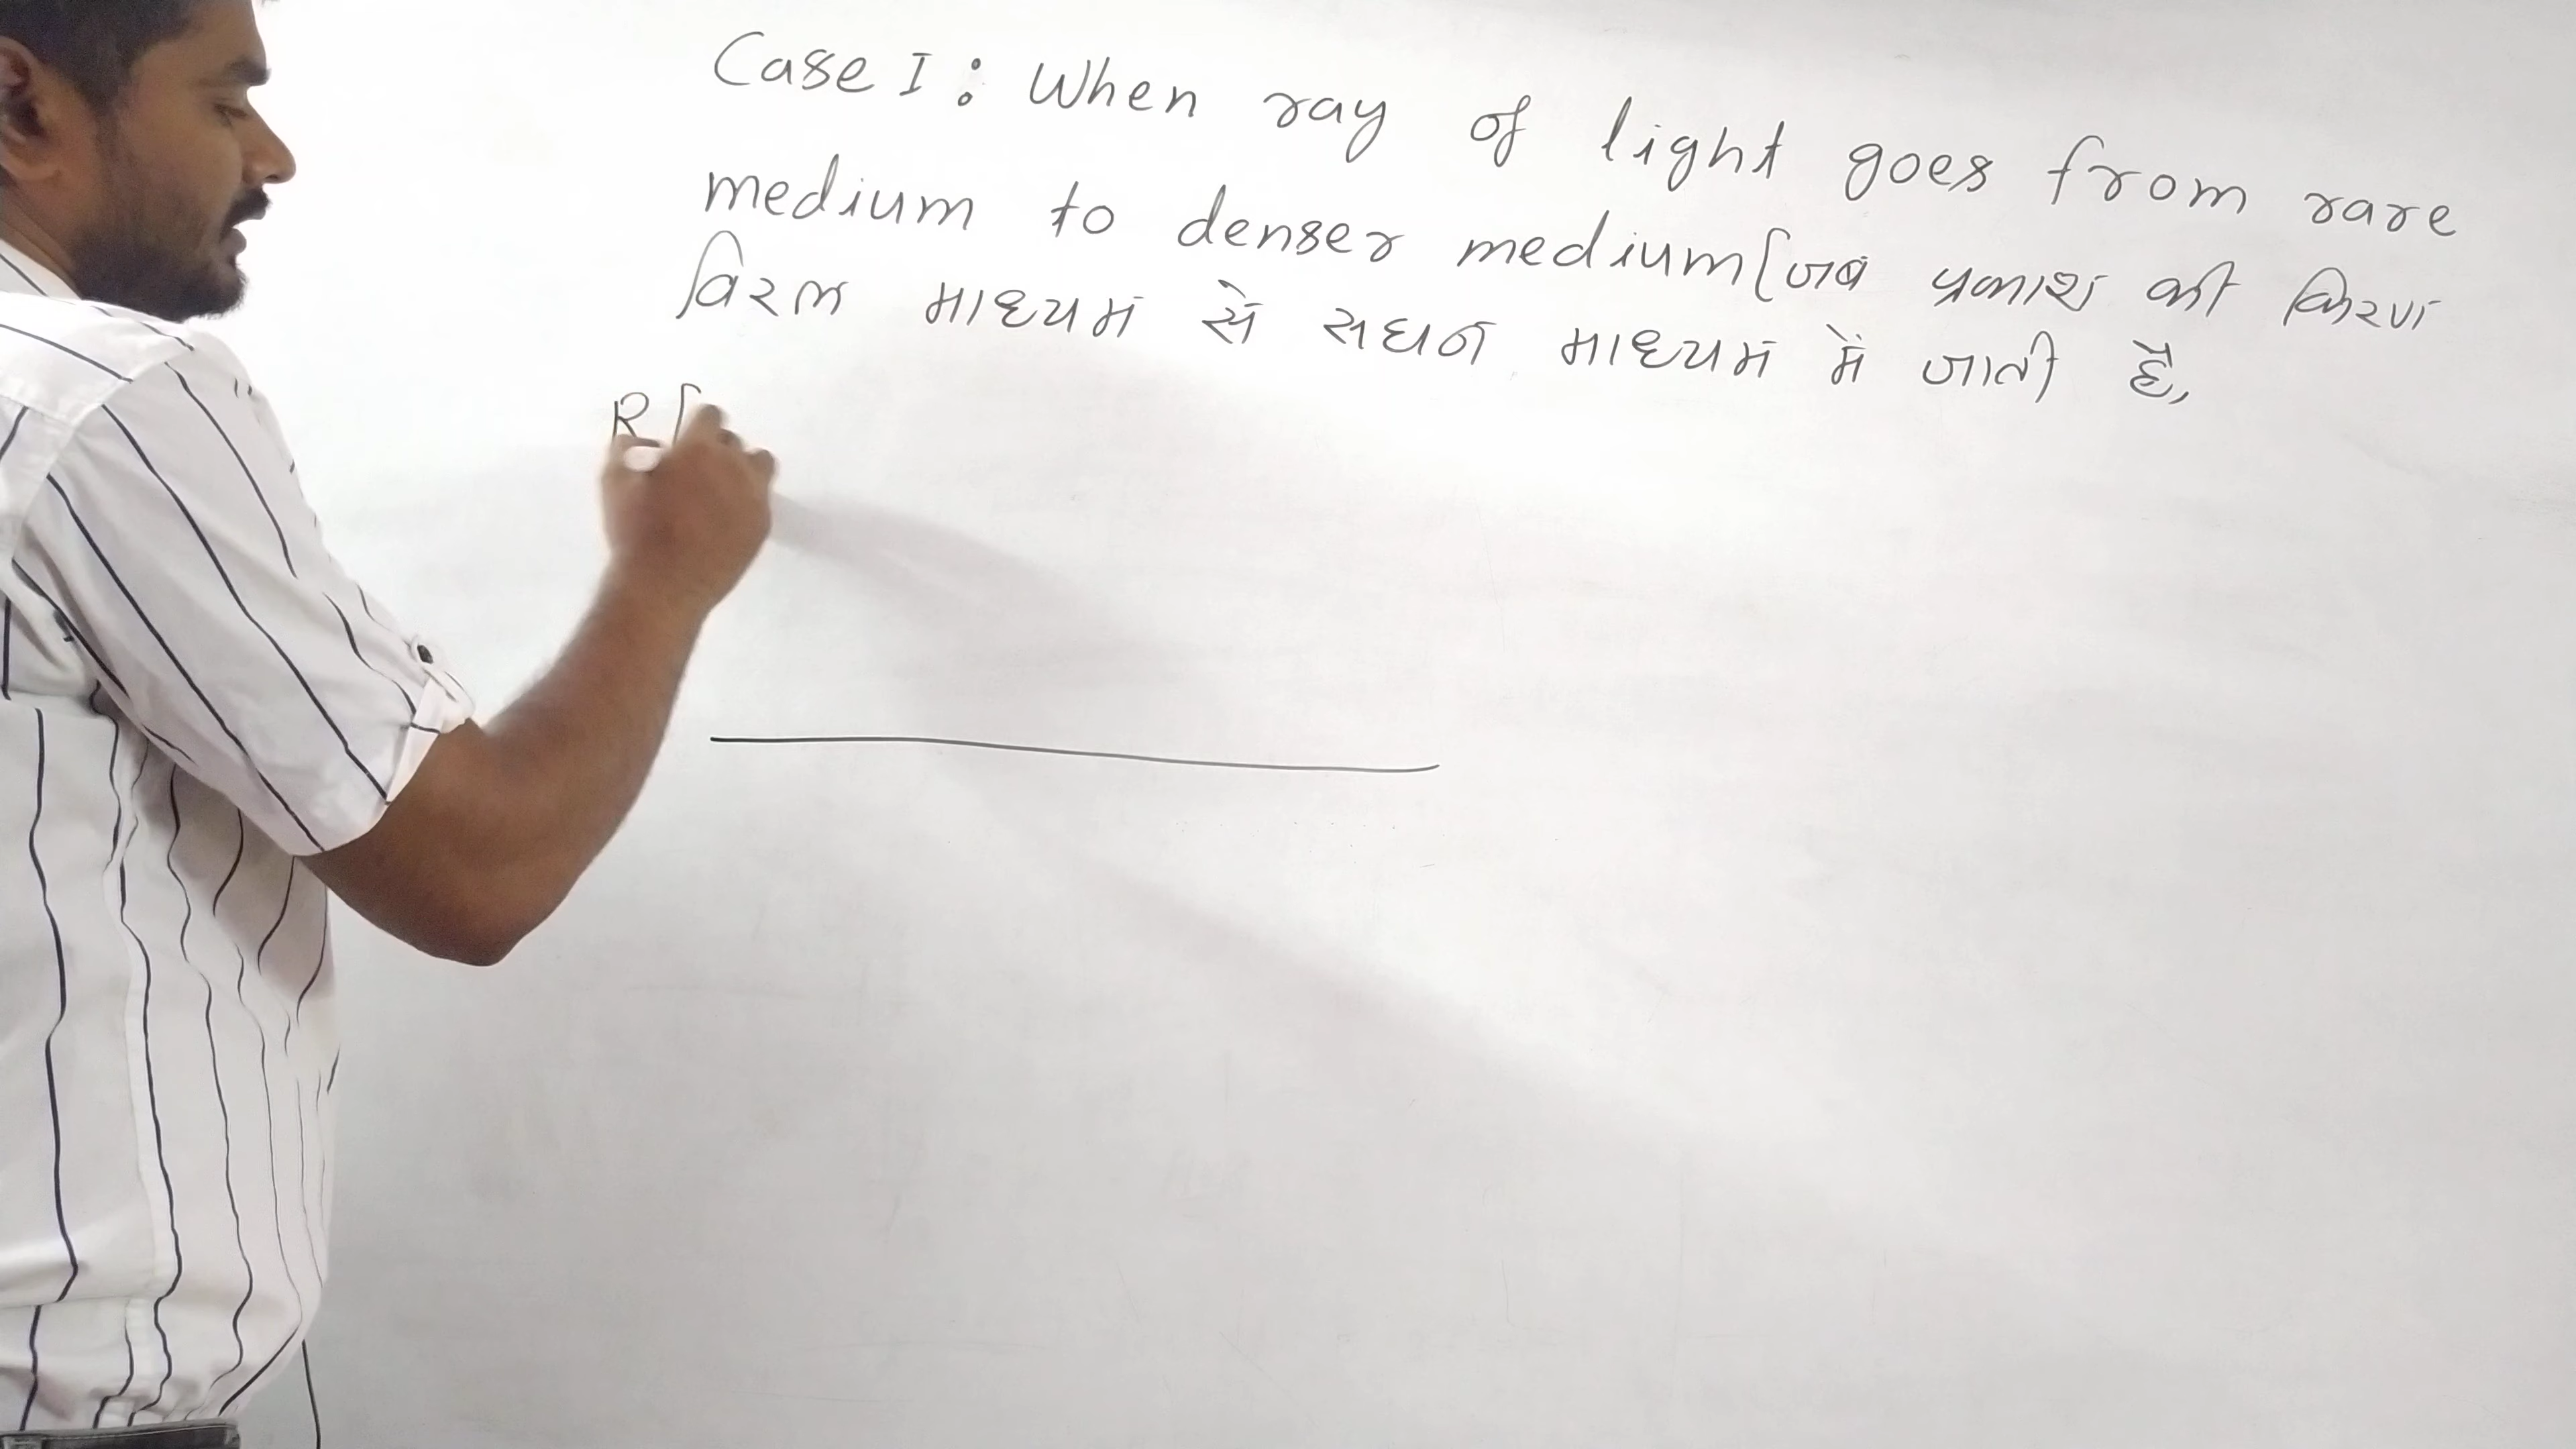 Case I : When ray of light goes from rare
medium to denser medium [जब प्रकाश की किरण
विरल माध्यम से सघन माध्यम में जाती है,
R [